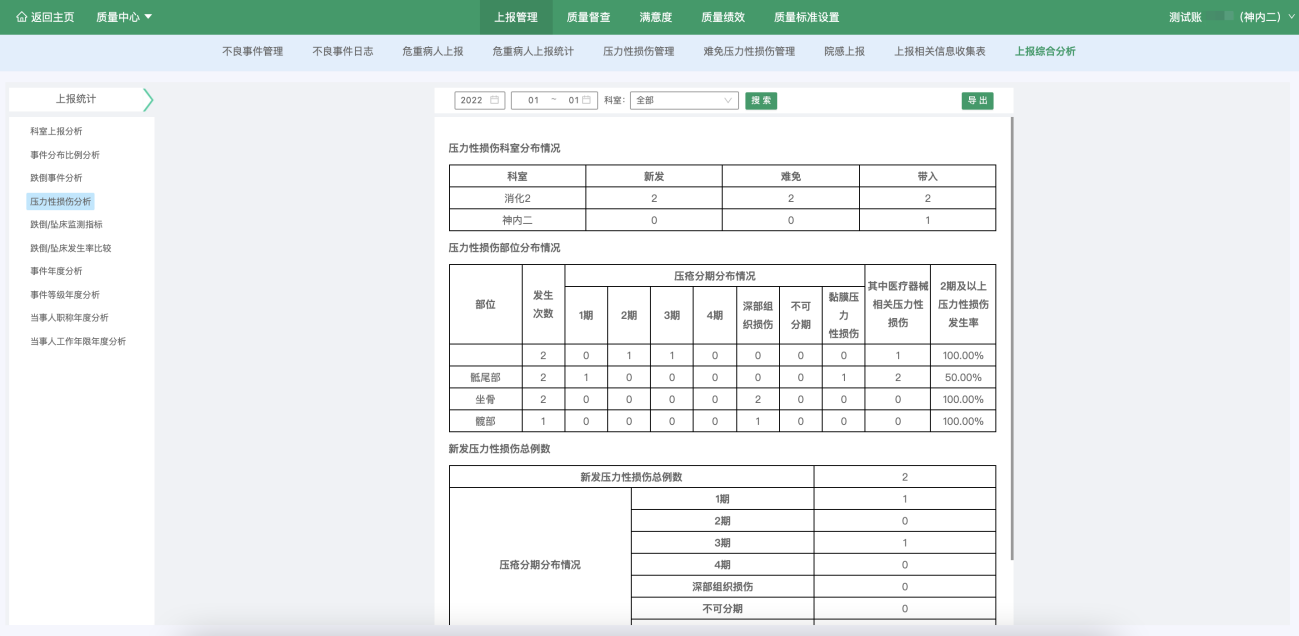 返回主页 质量中心 上报管理 质量督查 满意度 质量绩效 质量标准设置 测试账 (神内二)
不良事件管理 不良事件日志 危重病人上报 危重病人上报统计 压力性损伤管理 难免压力性损伤管理 院感上报 上报相关信息收集表 上报综合分析
上报统计
科室上报分析
事件分布比例分析
跌倒事件分析
压力性损伤分析
跌倒/坠床监测指标
跌倒/坠床发生率比较
事件年度分析
事件等级年度分析
当事人职称年度分析
当事人工作年限年度分析
2022 01 ~ 01 科室: 全部 搜索 导出
压力性损伤科室分布情况
科室 新发 难免 带入
消化2 2 2 2
神内二 0 0 1
压力性损伤部位分布情况
部位 发生次数 压疮分期分布情况 其中医疗器械相关压力性损伤 2期及以上压力性损伤发生率
1期 2期 3期 4期 深部组织损伤 不可分期 黏膜压力性损伤
2 0 1 1 0 0 0 0 1 100.00%
骶尾部 2 1 0 0 0 0 0 1 2 50.00%
坐骨 2 0 0 0 0 2 0 0 0 100.00%
髋部 1 0 0 0 0 1 0 0 0 100.00%
新发压力性损伤总例数
新发压力性损伤总例数 2
压疮分期分布情况
1期 1
2期 0
3期 1
4期 0
深部组织损伤 0
不可分期 0